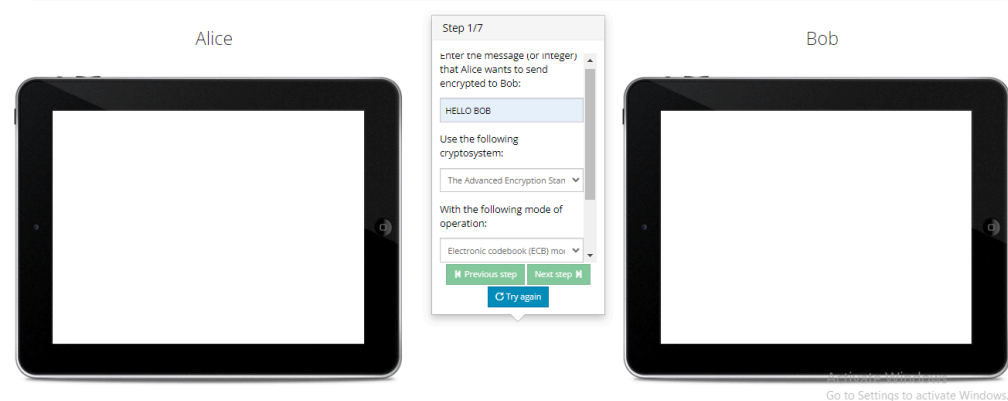 Alice
Bob
Step 1/7
Enter the message (or integer)
that Alice wants to send
encrypted to Bob:
HELLO BOB
Use the following
cryptosystem:
The Advanced Encryption Stan
With the following mode of
operation:
Electronic codebook (ECB) mo
Previous step
Next step
Try again
Activate Windows
Go to Settings to activate Windows